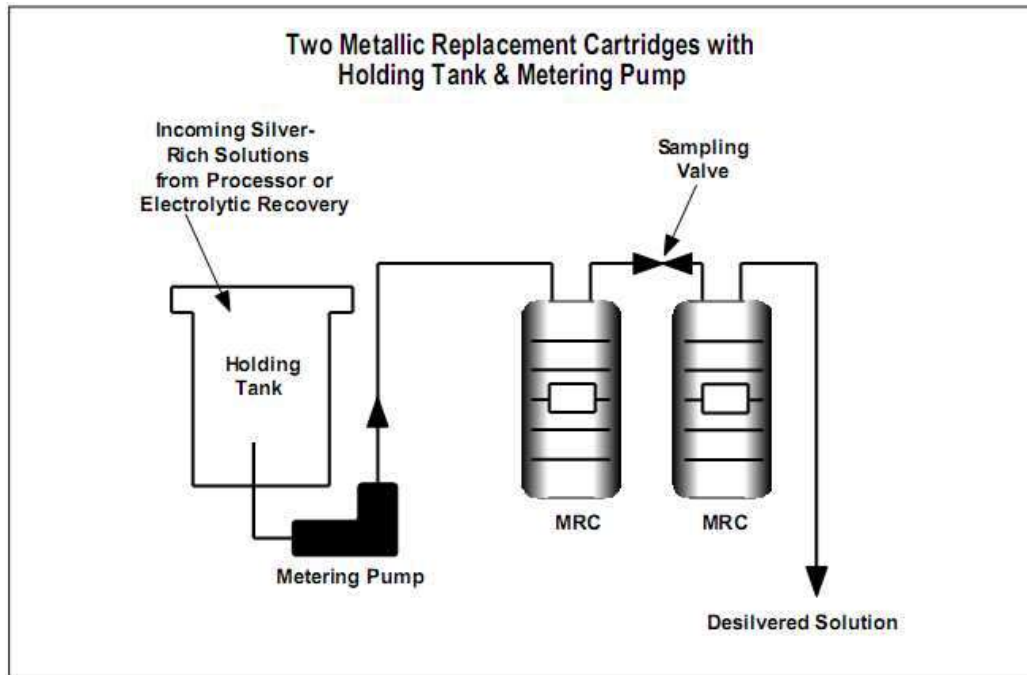 Two Metallic Replacement Cartridges with
Holding Tank & Metering Pump
Incoming Silver-
Rich Solutions
from Processor or
Electrolytic Recovery
Sampling
Valve
Holding
Tank
MRC
MRC
Metering Pump
Desilvered Solution